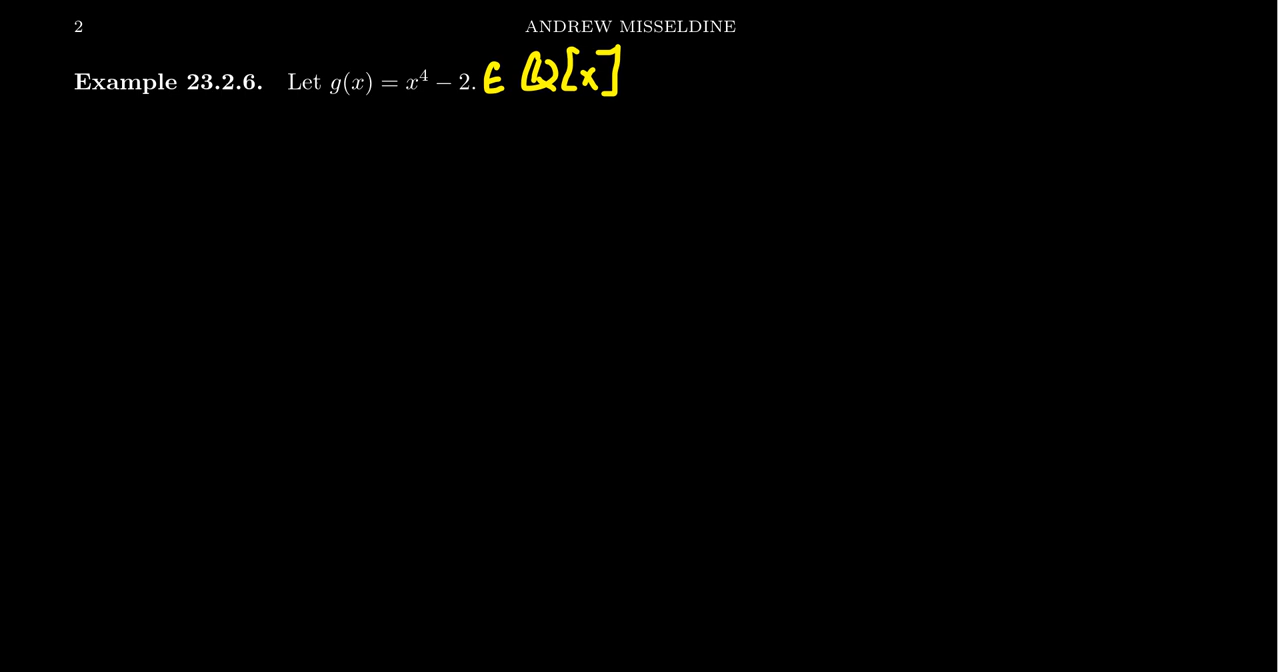 2 ANDREW MISSELDINE
Example 23.2.6. Let g(x) = x⁴ − 2. ∈ ℚ[x]